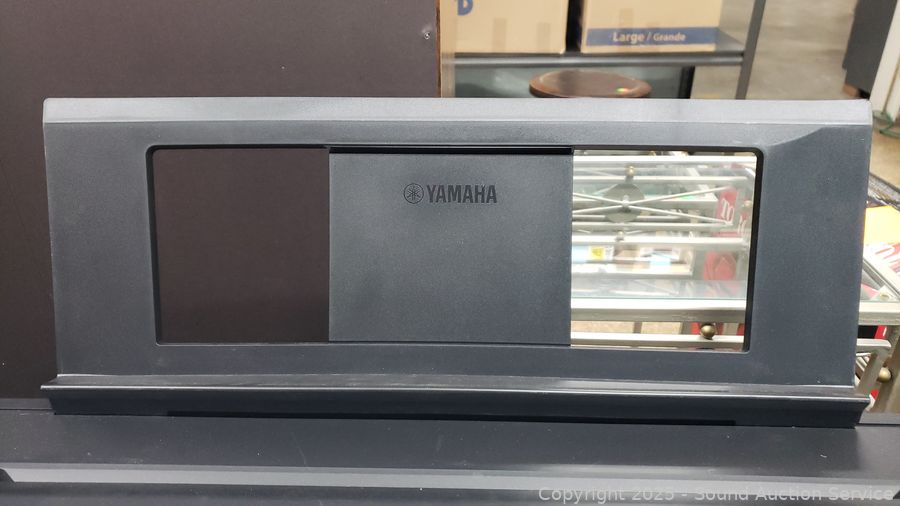 Large / Grande
YAMAHA
Copyright 2025 - Sound Auction Service